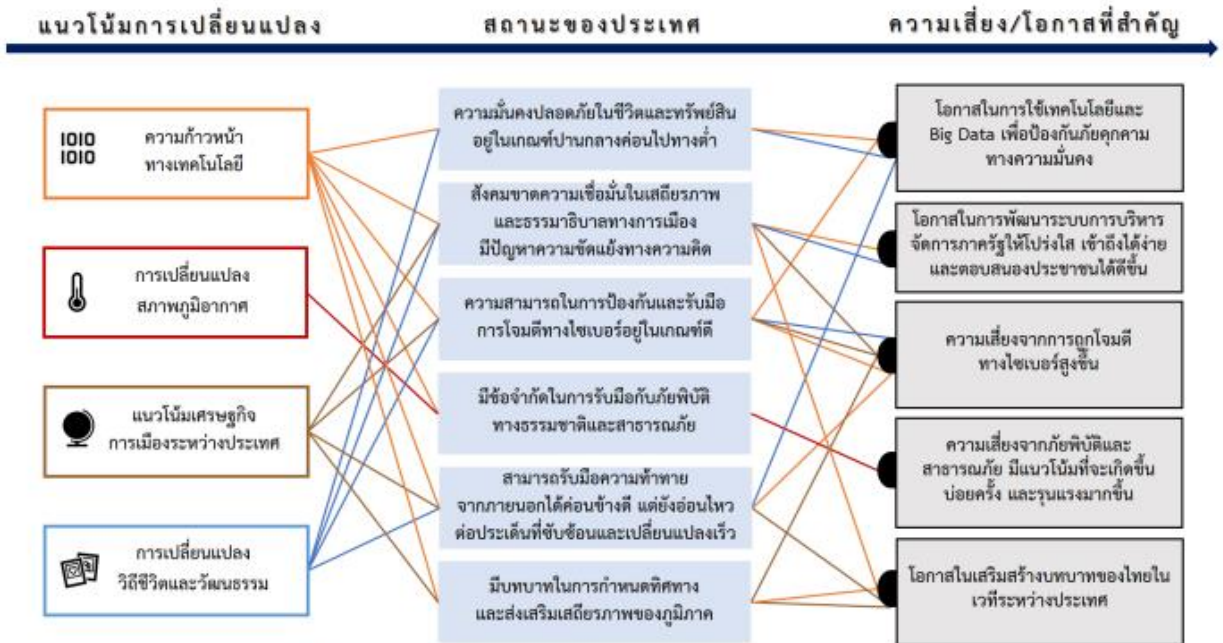 แนวโน้มการเปลี่ยนแปลง
สถานะของประเทศ
ความเสี่ยง/โอกาสที่สำคัญ
1010
1010
ความก้าวหน้า
ทางเทคโนโลยี
การเปลี่ยนแปลง
สภาพภูมิอากาศ
แนวโน้มเศรษฐกิจ
การเมืองระหว่างประเทศ
การเปลี่ยนแปลง
วิถีชีวิตและวัฒนธรรม
ความมั่นคงปลอดภัยในชีวิตและทรัพย์สิน
อยู่ในเกณฑ์ปานกลางค่อนไปทางต่ำ
สังคมขาดความเชื่อมั่นในเสถียรภาพ
และธรรมาธิบาลทางการเมือง
มีปัญหาความขัดแย้งทางความคิด
ความสามารถในการป้องกันและรับมือ
การโจมตีทางไซเบอร์อยู่ในเกณฑ์ดี
มีข้อจำกัดในการรับมือกับภัยพิบัติ
ทางธรรมชาติและสาธารณภัย
สามารถรับมือความท้าทาย
จากภายนอกได้ค่อนข้างดี แต่ยังอ่อนไหว
ต่อประเด็นที่ซับซ้อนและเปลี่ยนแปลงเร็ว
มีบทบาทในการกำหนดทิศทาง
และส่งเสริมเสถียรภาพของภูมิภาค
โอกาสในการใช้เทคโนโลยีและ
Big Data เพื่อป้องกันภัยคุกคาม
ทางความมั่นคง
โอกาสในการพัฒนาระบบการบริหาร
จัดการภาครัฐให้โปร่งใส เข้าถึงได้ง่าย
และตอบสนองประชาชนได้ดีขึ้น
ความเสี่ยงจากการถูกโจมตี
ทางไซเบอร์สูงขึ้น
ความเสี่ยงจากภัยพิบัติและ
สาธารณภัย มีแนวโน้มที่จะเกิดขึ้น
บ่อยครั้ง และรุนแรงมากขึ้น
โอกาสในเสริมสร้างบทบาทของไทยใน
เวทีระหว่างประเทศ